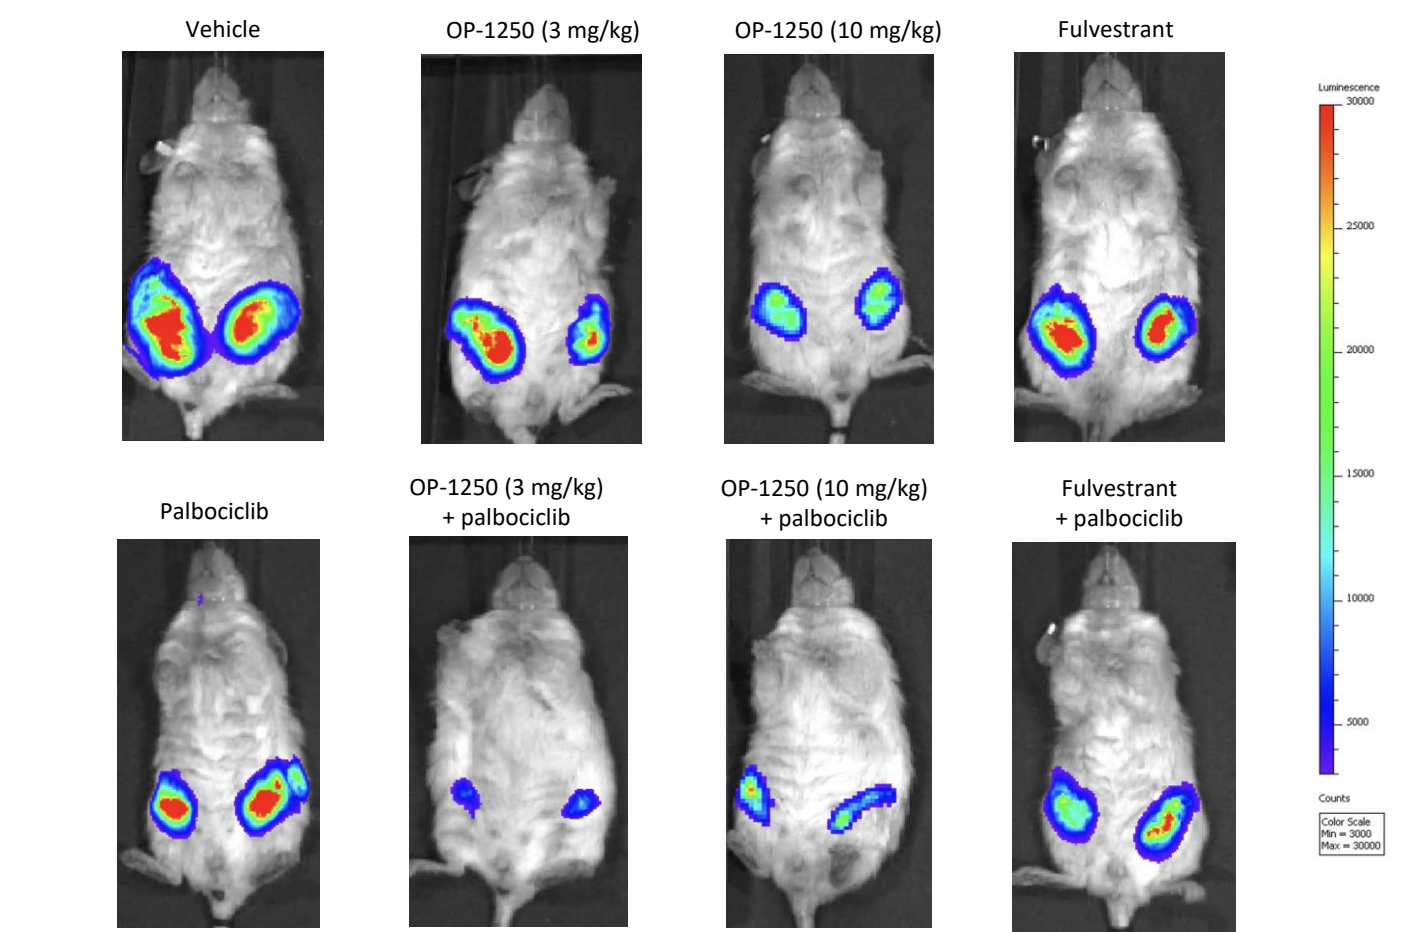 Vehicle
OP-1250 (3 mg/kg)
OP-1250 (10 mg/kg)
Fulvestrant
Luminescence
30000
25000
20000
15000
10000
5000
Counts
Color Scale
Min = 3000
Max = 30000
Palbociclib
OP-1250 (3 mg/kg)
+ palbociclib
OP-1250 (10 mg/kg)
+ palbociclib
Fulvestrant
+ palbociclib